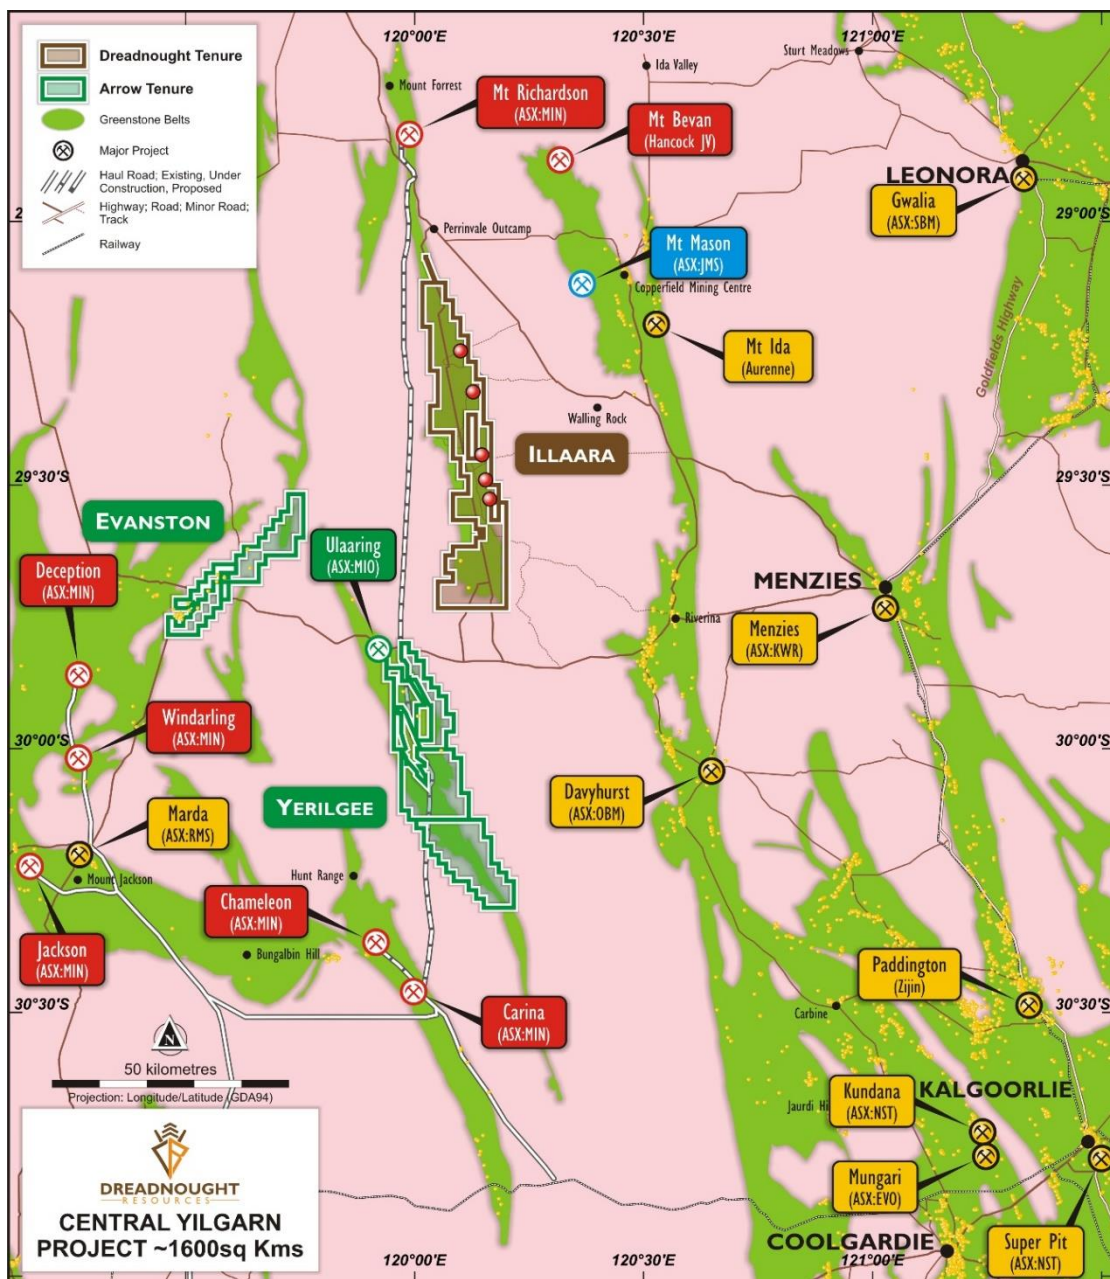 120°00'E
120°30'E
121°00'E
Dreadnought Tenure
Arrow Tenure
Greenstone Belts
Major Project
Haul Road; Existing, Under
Construction, Proposed
Highway; Road; Minor Road;
Track
Railway
Sturt Meadows
Ida Valley
Mount Forrest
Mt Richardson
(ASX:MIN)
Mt Bevan
(Hancock JV)
LEONORA
Gwalia
(ASX:SBM)
29°00'S
Perrinvale Outcamp
Mt Mason
(ASX:JMS)
Copperfield Mining Centre
Goldfields Highway
Mt Ida
(Aurenne)
Walling Rock
ILLAARA
29°30'S
29°30'S
EVANSTON
Ulaaring
(ASX:MIO)
Deception
(ASX:MIN)
MENZIES
Menzies
(ASX:KWR)
Riverina
Windarling
(ASX:MIN)
30°00'S
30°00'S
Davyhurst
(ASX:OBM)
YERILGEE
Marda
(ASX:RMS)
Mount Jackson
Hunt Range
Chameleon
(ASX:MIN)
Jackson
(ASX:MIN)
Bungalbin Hill
Paddington
(Zijin)
Carina
(ASX:MIN)
Carbine
30°30'S
30°30'S
N
50 kilometres
Projection: Longitude/Latitude (GDA94)
Kundana
(ASX:NST)
KALGOORLIE
Jaurdi
Mungari
(ASX:EVO)
DREADNOUGHT
RESOURCES
CENTRAL YILGARN
PROJECT ~1600sq Kms
COOLGARDIE
Super Pit
(ASX:NST)
120°00'E
120°30'E
121°00'E